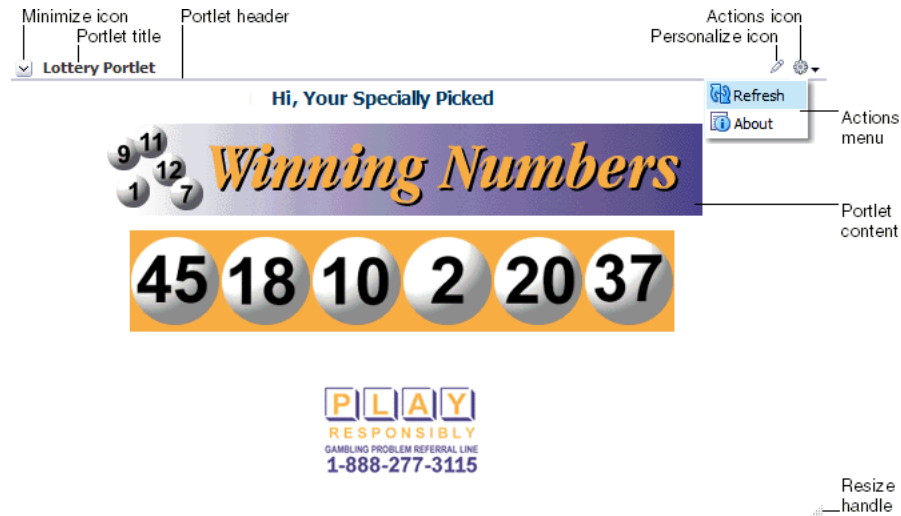 Minimize icon
Portlet header
Actions icon
Portlet title
Personalize icon
Lottery Portlet
Hi, Your Specially Picked
Refresh
About
Actions
menu
9 11
12
1 7
Winning Numbers
Portlet
content
45 18 10 2 20 37
PLAY
RESPONSIBLY
GAMBLING PROBLEM REFERRAL LINE
1-888-277-3115
Resize
handle